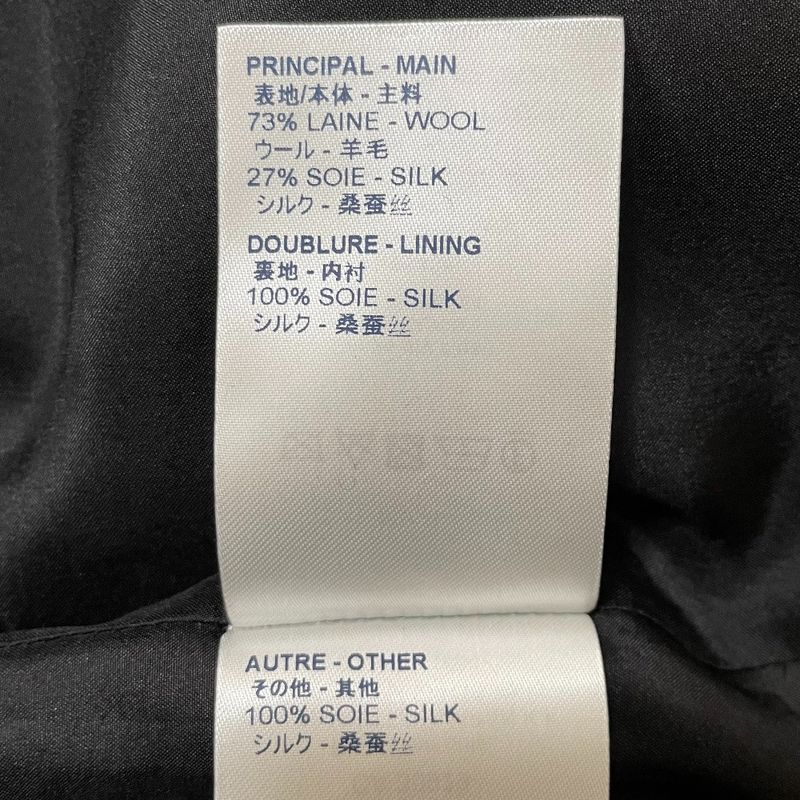 PRINCIPAL - MAIN
表地/本体 - 主料
73% LAINE - WOOL
ウール - 羊毛
27% SOIE - SILK
シルク - 桑蚕丝
DOUBLURE - LINING
裏地 - 内衬
100% SOIE - SILK
シルク - 桑蚕丝
AUTRE - OTHER
その他 - 其他
100% SOIE - SILK
シルク - 桑蚕丝